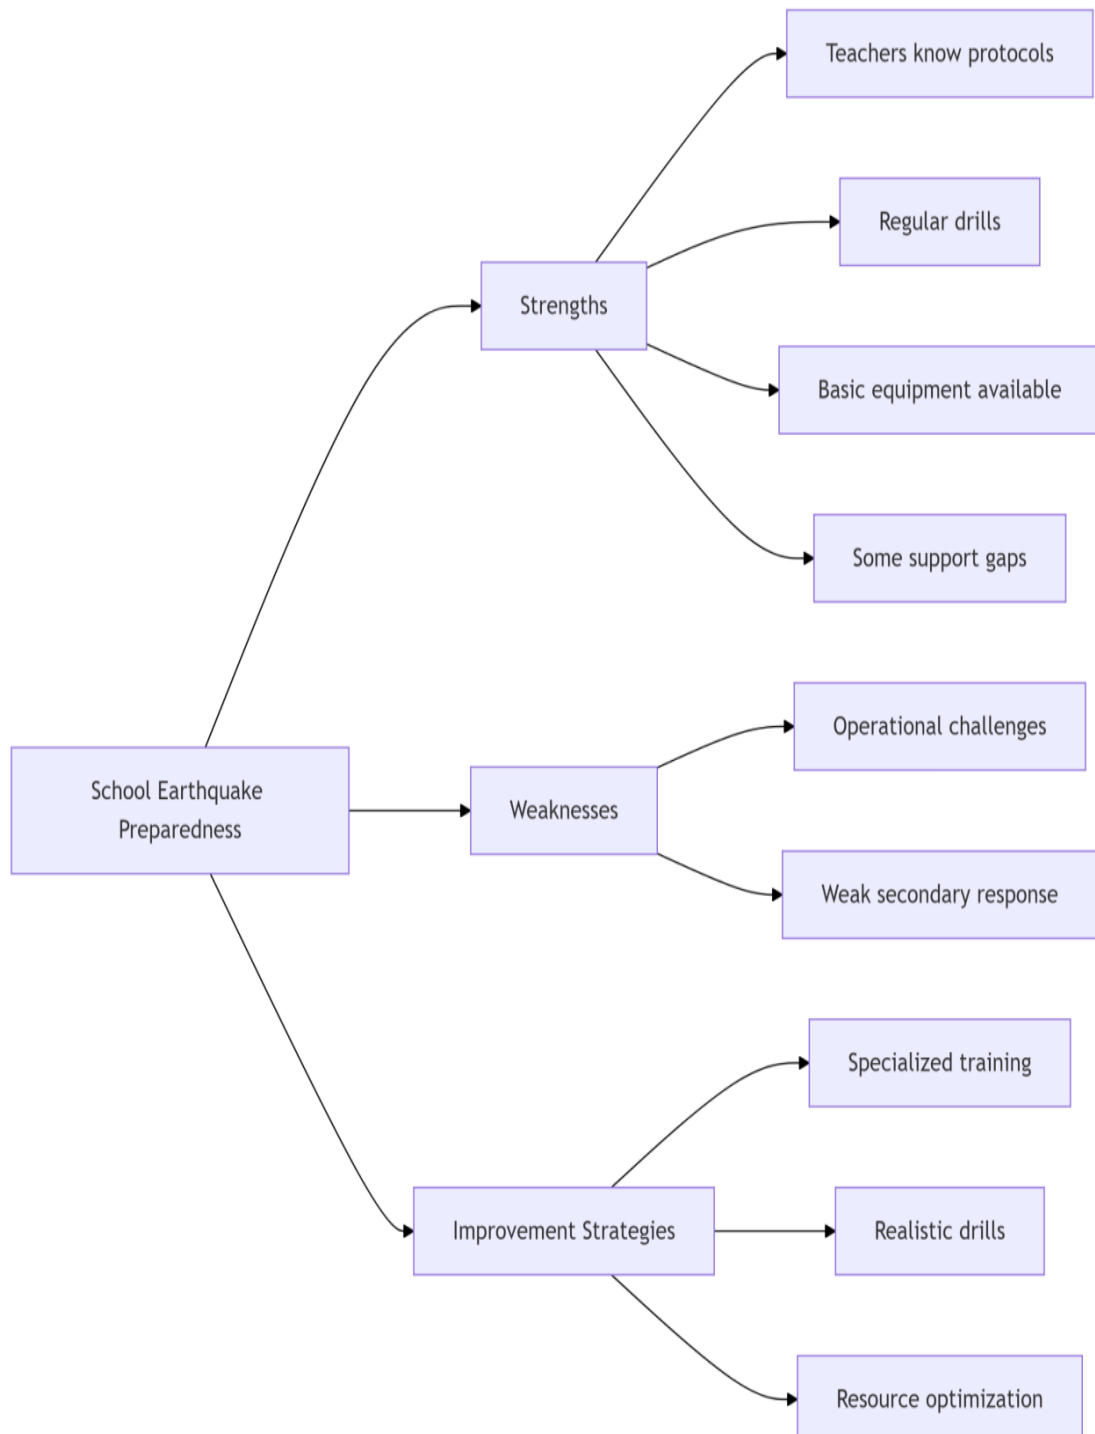 Teachers know protocols
Regular drills
Strengths
Basic equipment available
Some support gaps
Operational challenges
School Earthquake
Preparedness
Weaknesses
Weak secondary response
Specialized training
Improvement Strategies
Realistic drills
Resource optimization